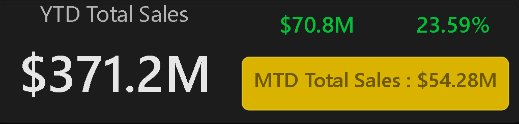 YTD Total Sales
$371.2M
$70.8M 23.59%
MTD Total Sales : $54.28M